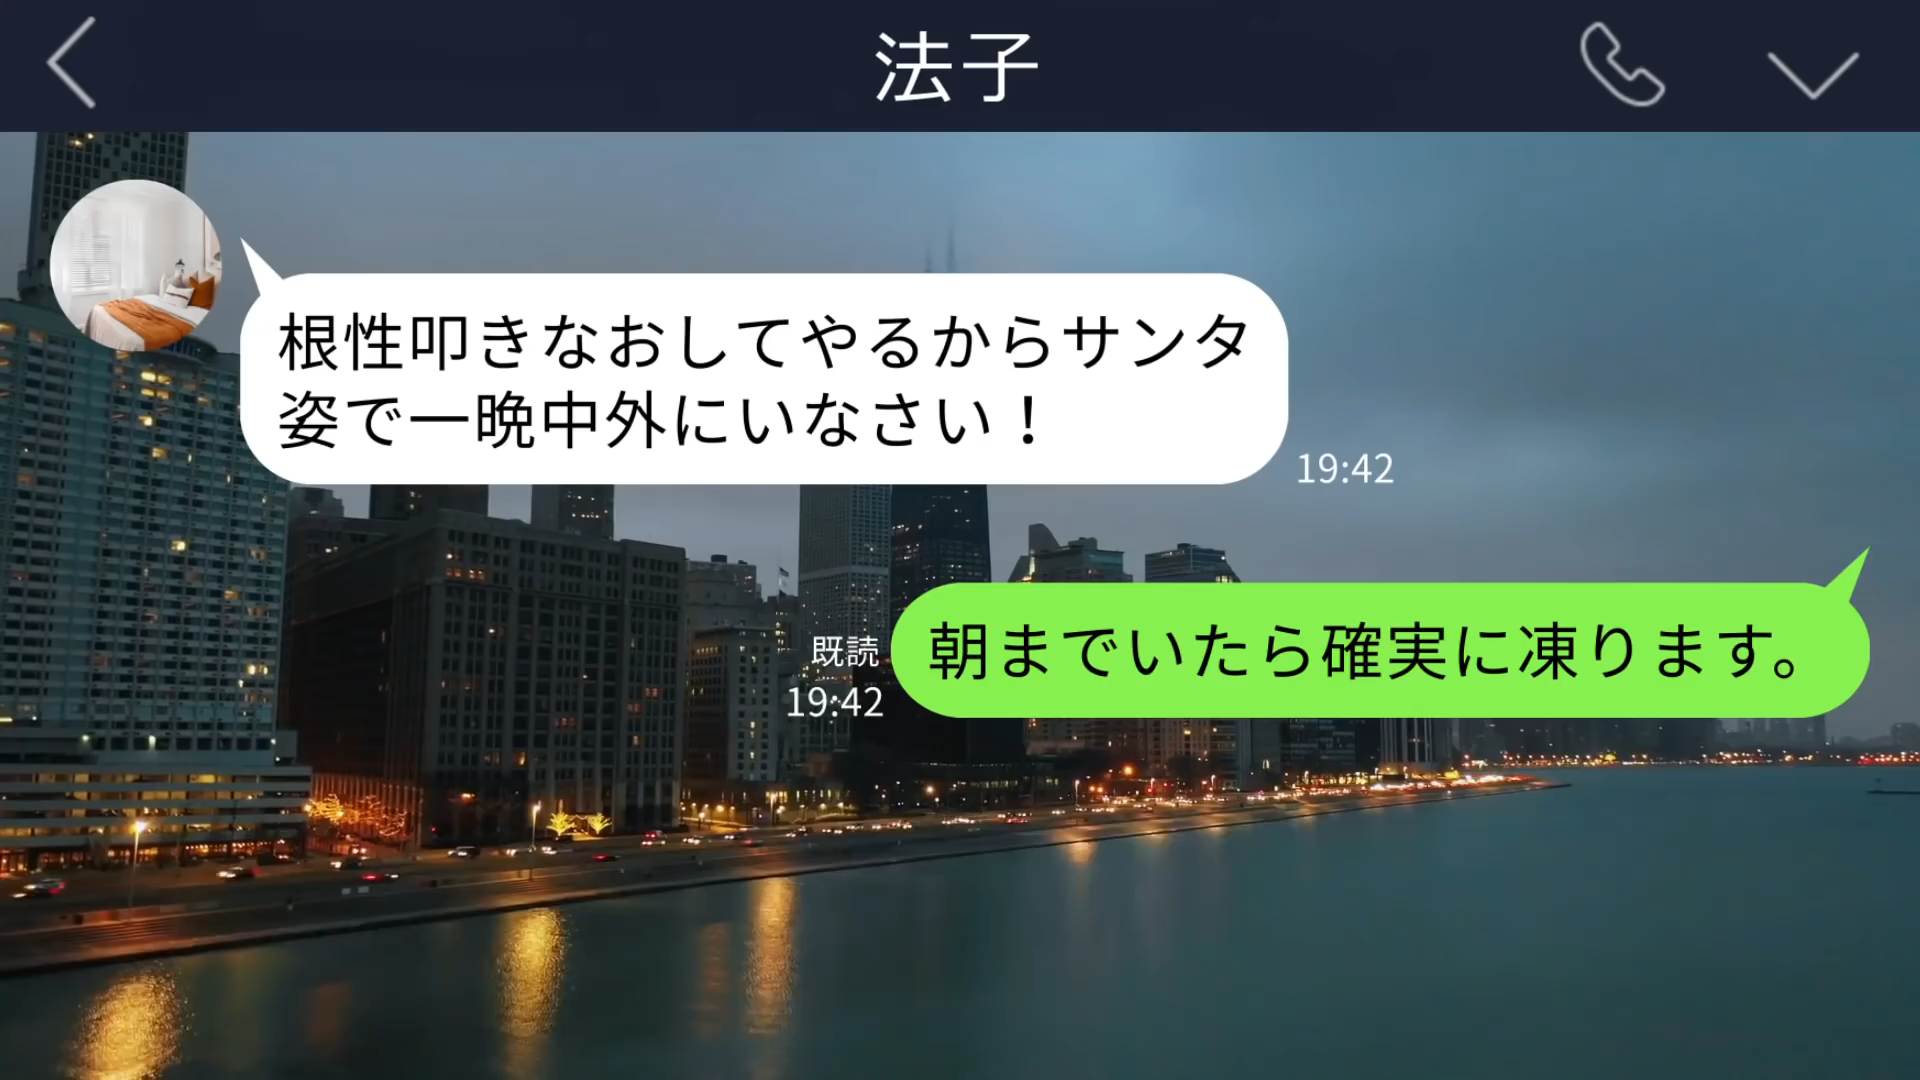 法子
根性叩きなおしてやるからサンタ
姿で一晩中外にいなさい！
19:42
朝までいたら確実に凍ります。
既読
19:42